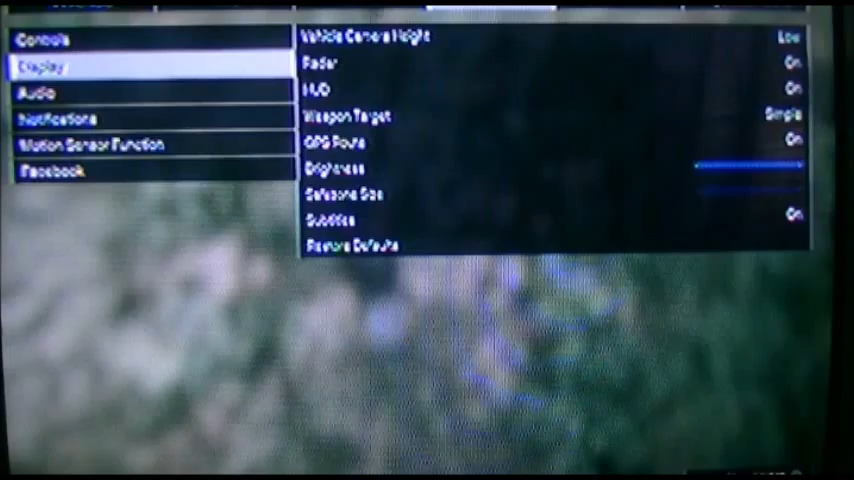 Controls
Display
Audio
Notifications
Motion Sensor Function
Facebook
Vehicle Camera Height Low
Radar On
HUD On
Weapon Target Simple
GPS Route On
Brightness
Safezone Size
Subtitles On
Restore Defaults